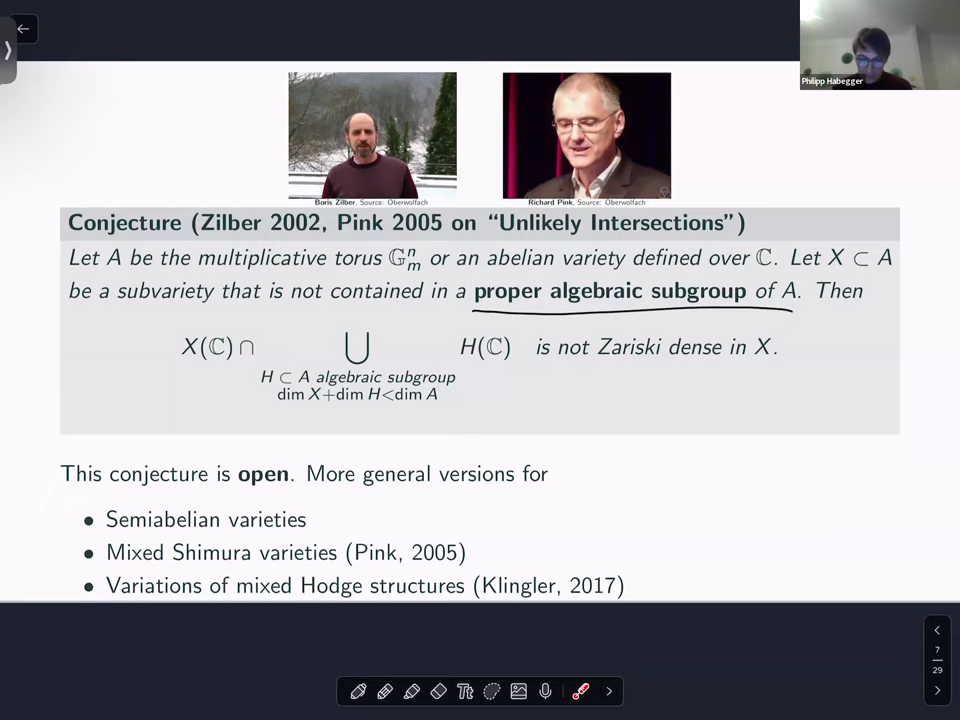 Philipp Habegger
Boris Zilber, Source: Oberwolfach
Richard Pink, Source: Oberwolfach
Conjecture (Zilber 2002, Pink 2005 on “Unlikely Intersections”)
Let A be the multiplicative torus 𝔾ₘⁿ or an abelian variety defined over ℂ. Let X ⊂ A
be a subvariety that is not contained in a proper algebraic subgroup of A. Then
X(ℂ) ∩ ⋃ H(ℂ) is not Zariski dense in X.
H ⊂ A algebraic subgroup
dim X+dim H<dim A
This conjecture is open. More general versions for
• Semiabelian varieties
• Mixed Shimura varieties (Pink, 2005)
• Variations of mixed Hodge structures (Klingler, 2017)
7
29
Tt